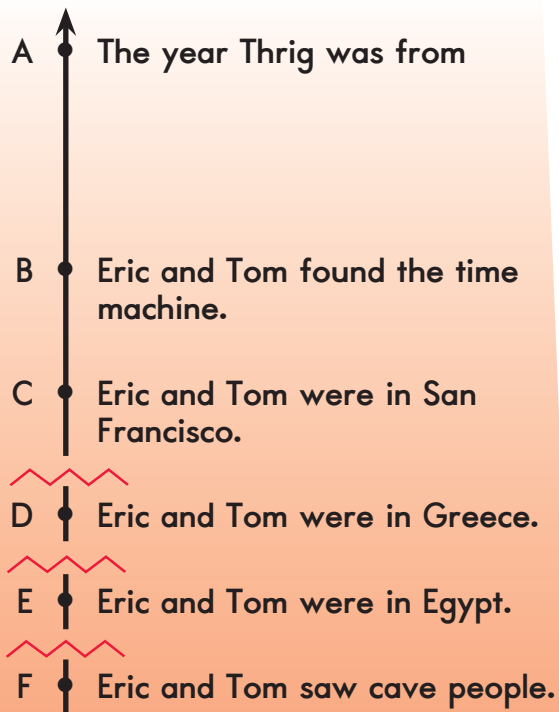 A The year Thrig was from
B Eric and Tom found the time
machine.
C Eric and Tom were in San
Francisco.
D Eric and Tom were in Greece.
E Eric and Tom were in Egypt.
F Eric and Tom saw cave people.